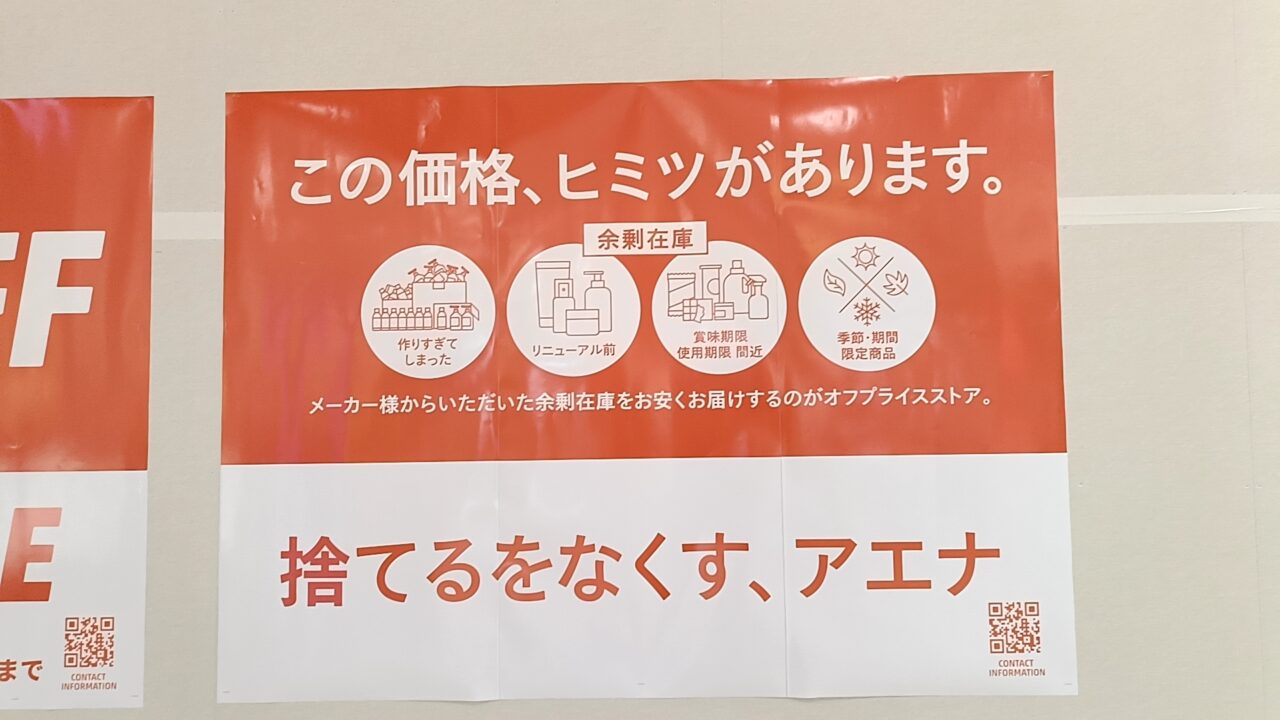 この価格、ヒミツがあります。
余剰在庫
作りすぎて
しまった
リニューアル前
賞味期限
使用期限 間近
季節・期間
限定商品
メーカー様からいただいた余剰在庫をお安くお届けするのがオフプライスストア。
捨てるをなくす、アエナ
CONTACT
INFORMATION
FF
E
まで
CONTACT
INFORMATION